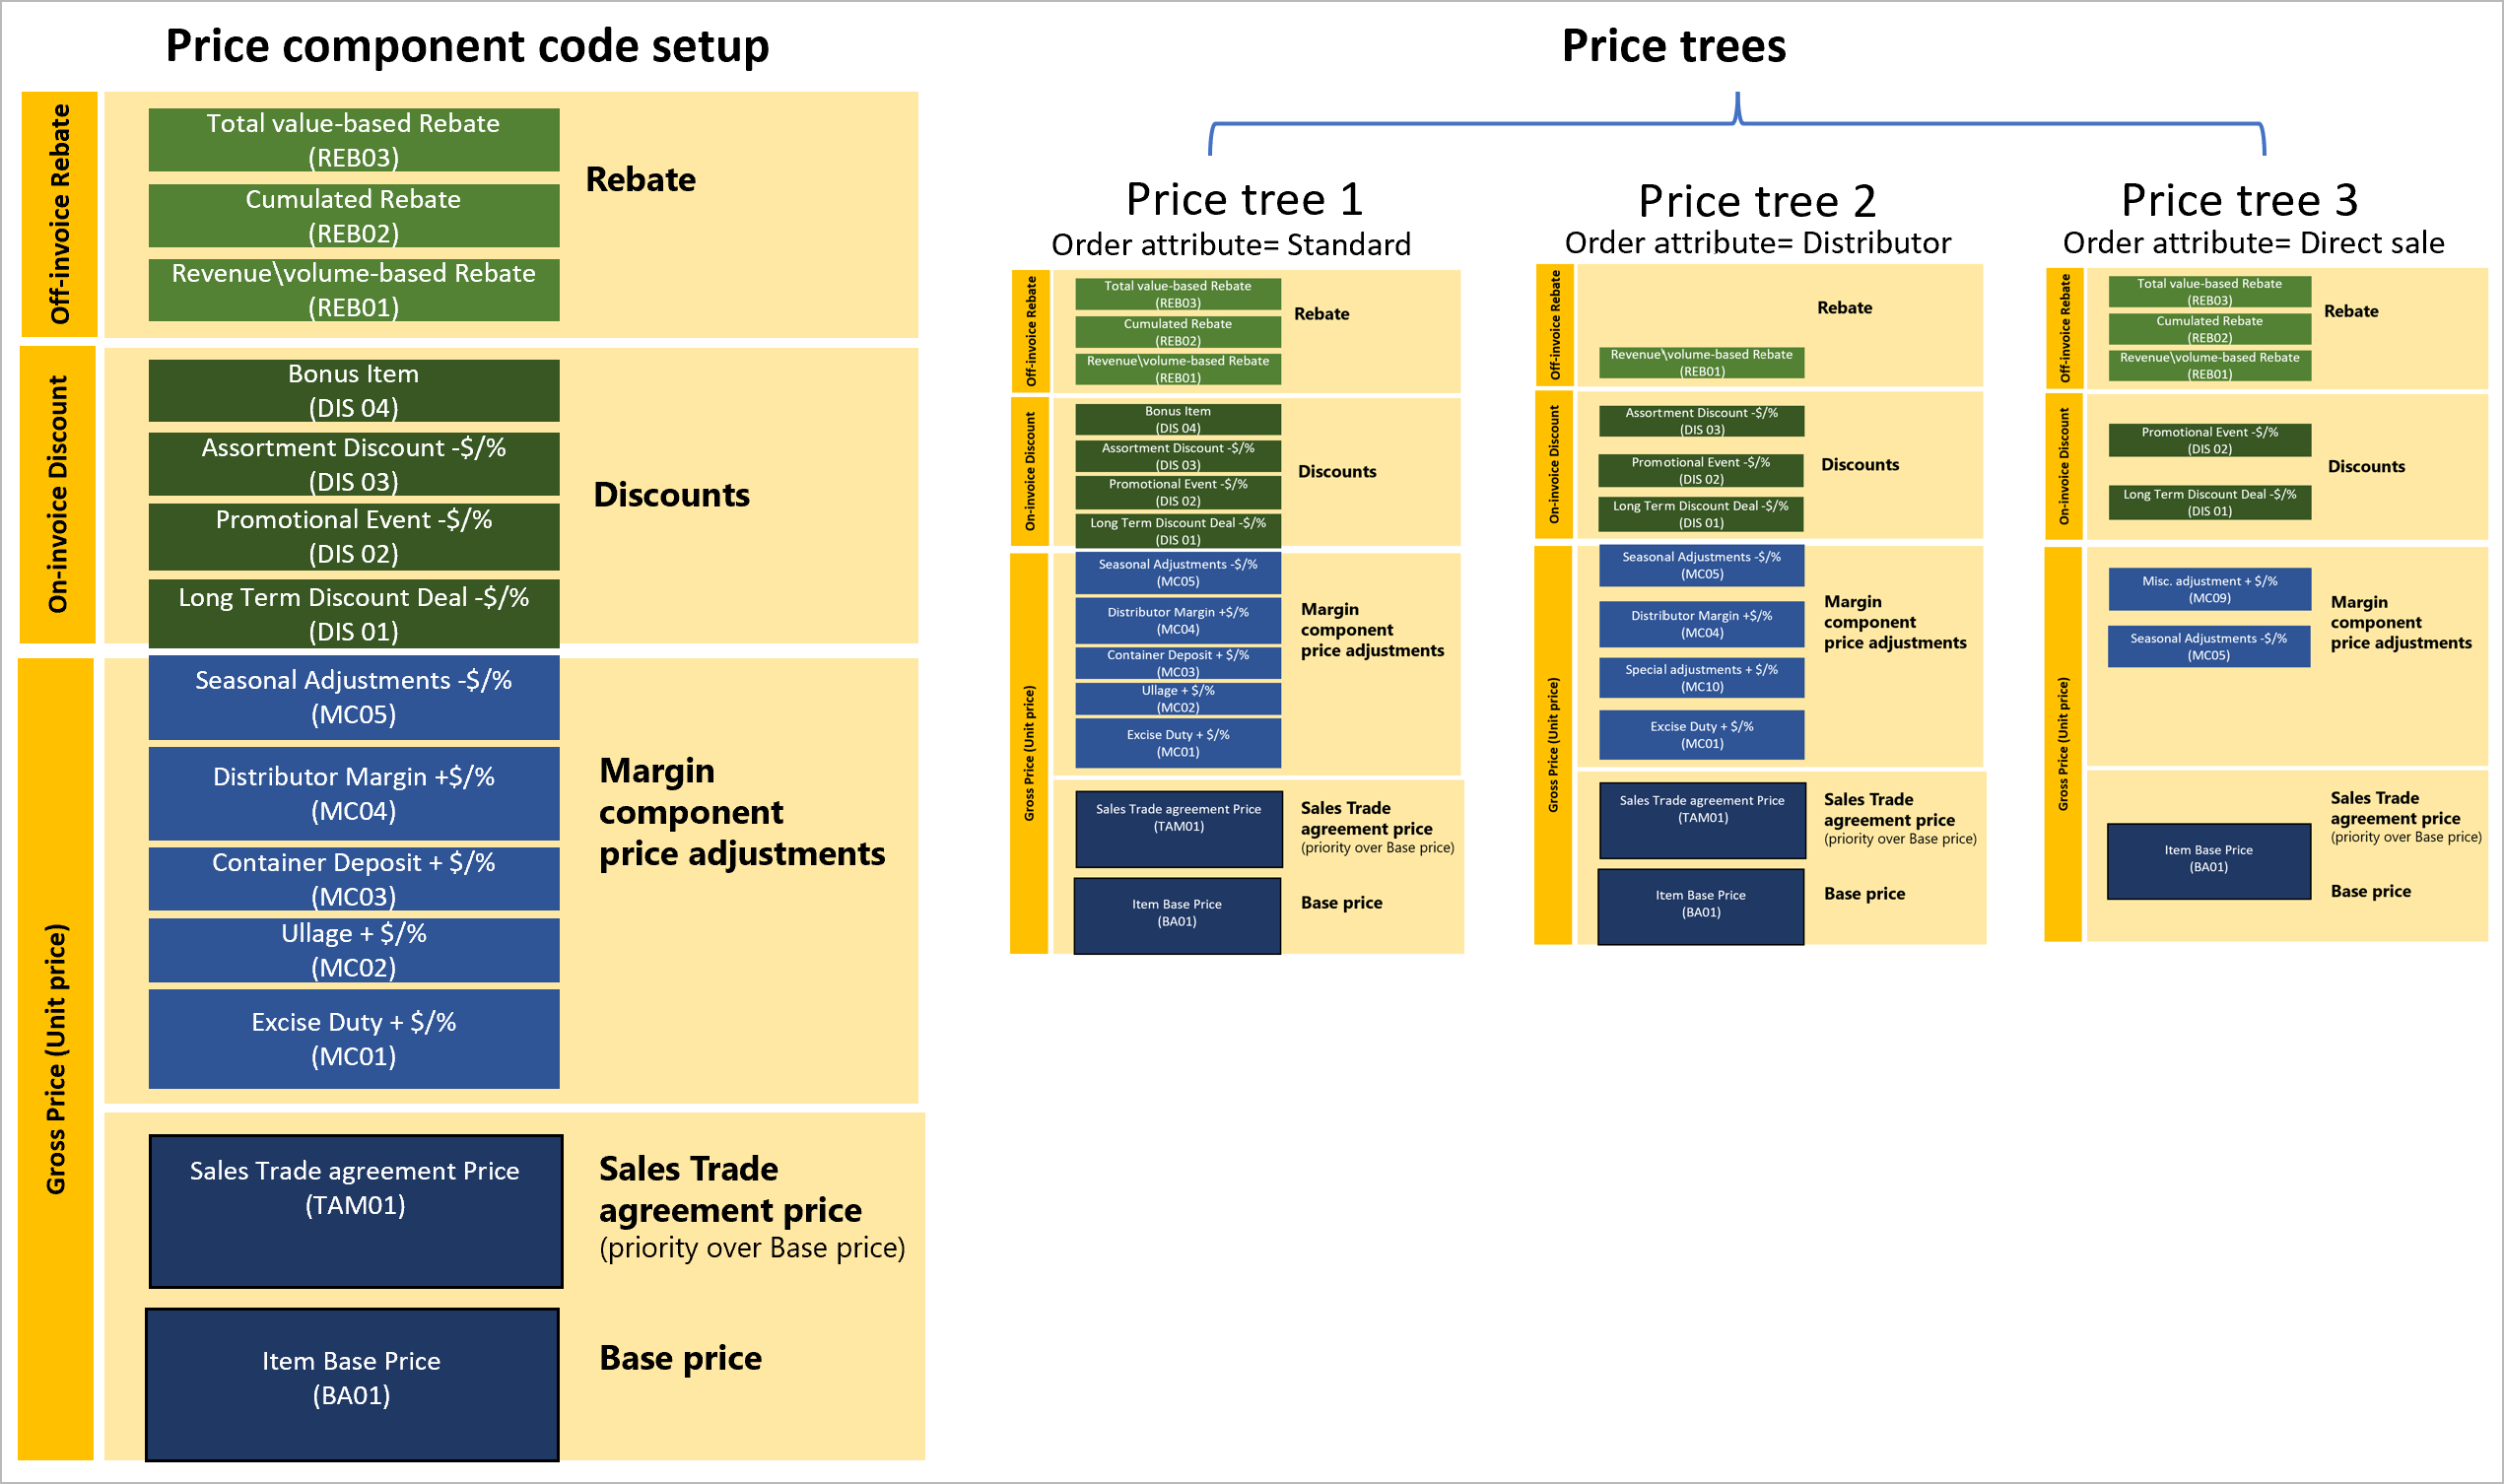 Price component code setup
Off-invoice Rebate
Total value-based Rebate
(REB03)
Cumulated Rebate
(REB02)
Revenue\volume-based Rebate
(REB01)
Rebate
On-invoice Discount
Bonus Item
(DIS 04)
Assortment Discount -$/%
(DIS 03)
Promotional Event -$/%
(DIS 02)
Long Term Discount Deal -$/%
(DIS 01)
Discounts
Gross Price (Unit price)
Seasonal Adjustments -$/%
(MC05)
Distributor Margin +$/%
(MC04)
Container Deposit + $/%
(MC03)
Ullage + $/%
(MC02)
Excise Duty + $/%
(MC01)
Margin
component
price adjustments
Sales Trade agreement Price
(TAM01)
Sales Trade
agreement price
(priority over Base price)
Item Base Price
(BA01)
Base price
Price trees
Price tree 1
Order attribute= Standard
Off-invoice Rebate
Total value-based Rebate
(REB03)
Cumulated Rebate
(REB02)
Revenue\volume-based Rebate
(REB01)
Rebate
On-invoice Discount
Bonus Item
(DIS 04)
Assortment Discount -$/%
(DIS 03)
Promotional Event -$/%
(DIS 02)
Long Term Discount Deal -$/%
(DIS 01)
Discounts
Gross Price (Unit price)
Seasonal Adjustments -$/%
(MC05)
Distributor Margin +$/%
(MC04)
Container Deposit + $/%
(MC03)
Ullage + $/%
(MC02)
Excise Duty + $/%
(MC01)
Margin
component
price adjustments
Sales Trade agreement Price
(TAM01)
Sales Trade
agreement price
(priority over Base price)
Item Base Price
(BA01)
Base price
Price tree 2
Order attribute= Distributor
Off-invoice Rebate
Rebate
Revenue\volume-based Rebate
(REB01)
On-invoice Discount
Assortment Discount -$/%
(DIS 03)
Promotional Event -$/%
(DIS 02)
Long Term Discount Deal -$/%
(DIS 01)
Discounts
Gross Price (Unit price)
Seasonal Adjustments -$/%
(MC05)
Distributor Margin +$/%
(MC04)
Special adjustments + $/%
(MC10)
Excise Duty + $/%
(MC01)
Margin
component
price adjustments
Sales Trade agreement Price
(TAM01)
Sales Trade
agreement price
(priority over Base price)
Item Base Price
(BA01)
Base price
Price tree 3
Order attribute= Direct sale
Off-invoice Rebate
Total value-based Rebate
(REB03)
Cumulated Rebate
(REB02)
Revenue\volume-based Rebate
(REB01)
Rebate
On-invoice Discount
Promotional Event -$/%
(DIS 02)
Long Term Discount Deal -$/%
(DIS 01)
Discounts
Gross Price (Unit price)
Misc. adjustment + $/%
(MC09)
Seasonal Adjustments -$/%
(MC05)
Margin
component
price adjustments
Sales Trade
agreement price
(priority over Base price)
Item Base Price
(BA01)
Base price